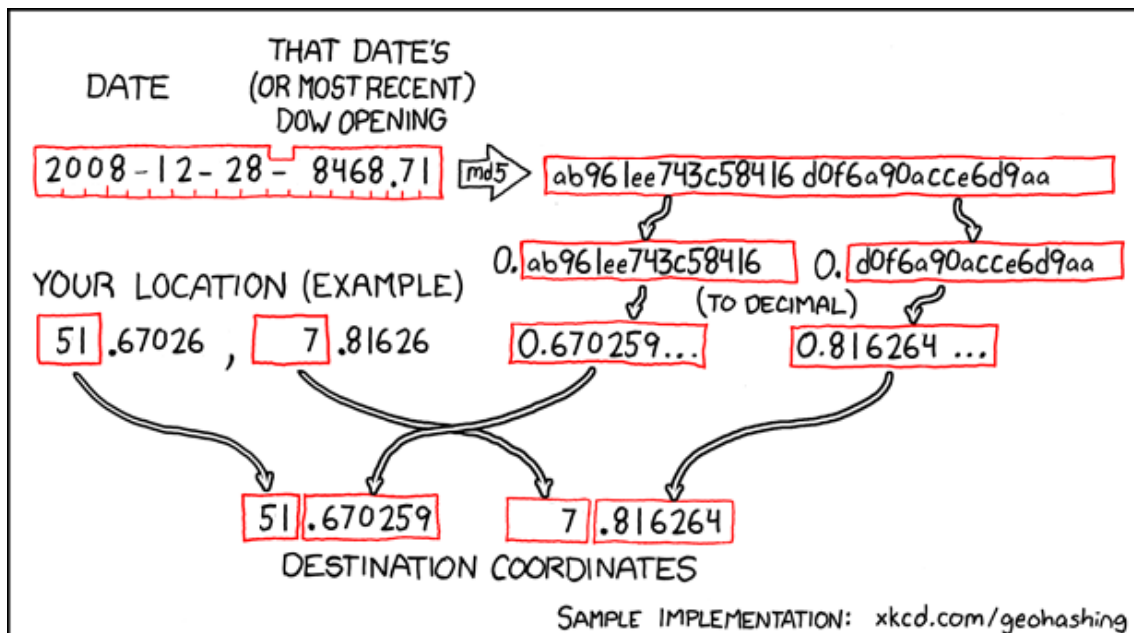 DATE
THAT DATE'S
(OR MOST RECENT)
DOW OPENING
2008-12-28-8468.71
md5
ab961ee743c58416d0f6a90acce6d9aa
0.ab961ee743c58416
0.d0f6a90acce6d9aa
(TO DECIMAL)
YOUR LOCATION (EXAMPLE)
51.67026, 7.81626
0.670259...
0.816264...
51.670259
7.816264
DESTINATION COORDINATES
SAMPLE IMPLEMENTATION: xkcd.com/geohashing